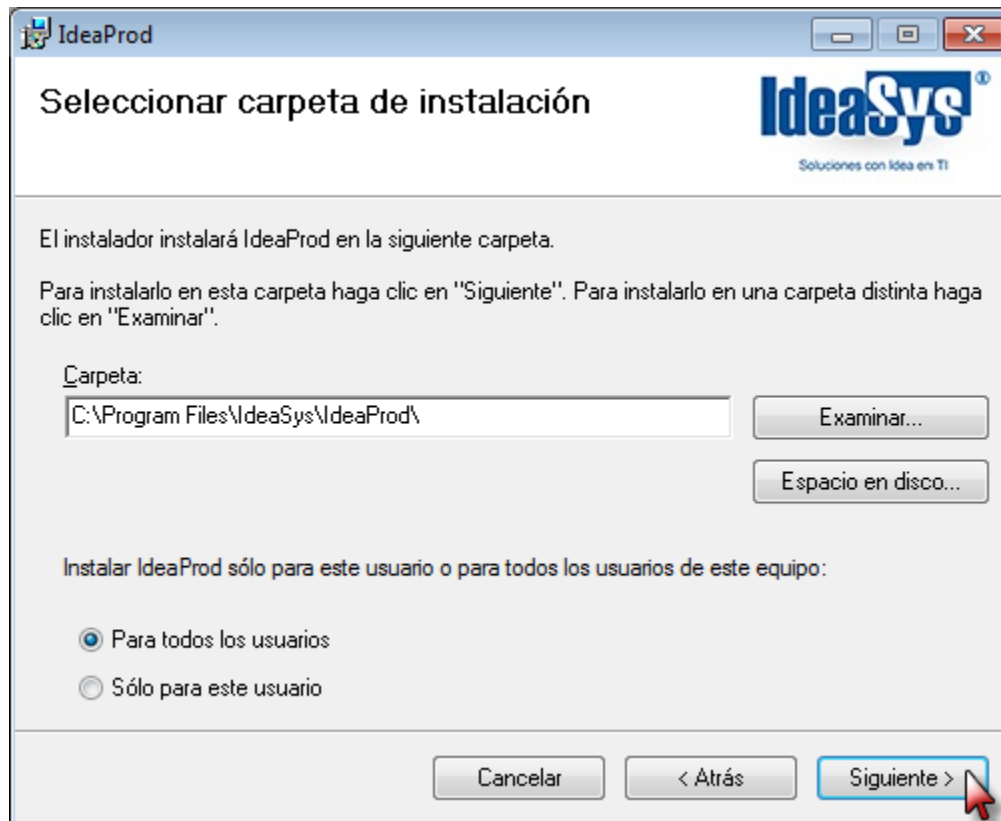 IdeaProd
Seleccionar carpeta de instalación
IdeaSys®
Soluciones con Idea en TI
El instalador instalará IdeaProd en la siguiente carpeta.
Para instalarlo en esta carpeta haga clic en "Siguiente". Para instalarlo en una carpeta distinta haga
clic en "Examinar".
Carpeta:
C:\Program Files\IdeaSys\IdeaProd\
Examinar...
Espacio en disco...
Instalar IdeaProd sólo para este usuario o para todos los usuarios de este equipo:
Para todos los usuarios
Sólo para este usuario
Cancelar
< Atrás
Siguiente >